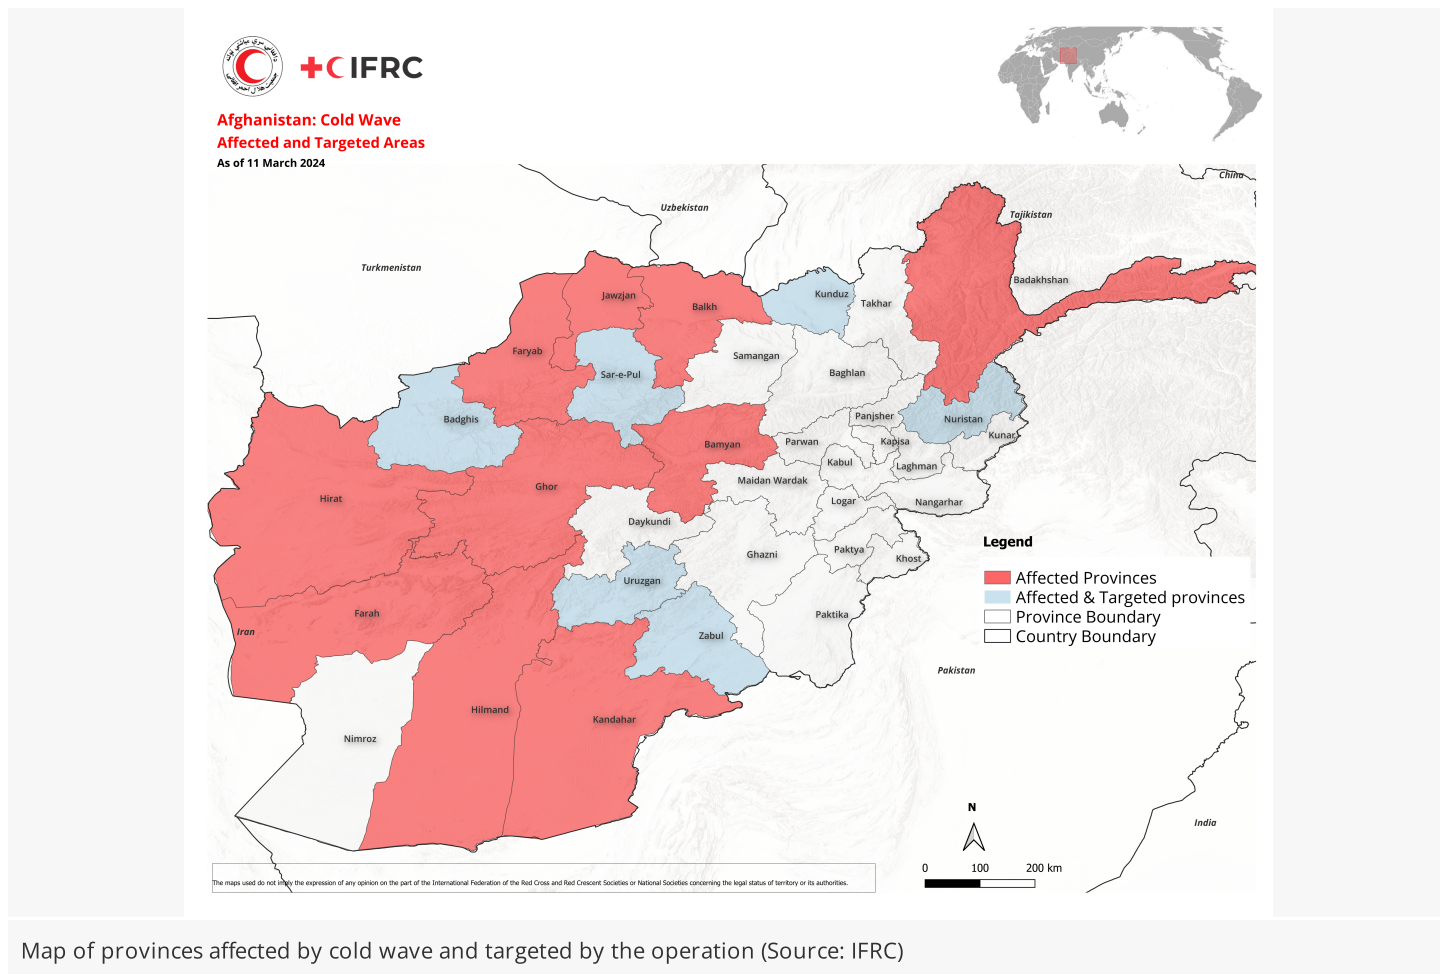 IFRC
Afghanistan: Cold Wave
Affected and Targeted Areas
As of 11 March 2024
China
Uzbekistan
Tajikistan
Turkmenistan
Badakhshan
Jawzjan
Kunduz
Balkh
Takhar
Faryab
Samangan
Sar-e-Pul
Baghlan
Badghis
Panjsher
Nuristan
Kunar
Bamyan
Parwan
Kapisa
Kabul
Laghman
Hirat
Ghor
Maidan Wardak
Logar
Nangarhar
Daykundi
Ghazni
Paktya
Khost
Uruzgan
Farah
Paktika
Iran
Zabul
Pakistan
Hilmand
Kandahar
Nimroz
India
Legend
Affected Provinces
Affected & Targeted provinces
Province Boundary
Country Boundary
N
0 100 200 km
The maps used do not imply the expression of any opinion on the part of the International Federation of the Red Cross and Red Crescent Societies or National Societies concerning the legal status of territory or its authorities.
Map of provinces affected by cold wave and targeted by the operation (Source: IFRC)